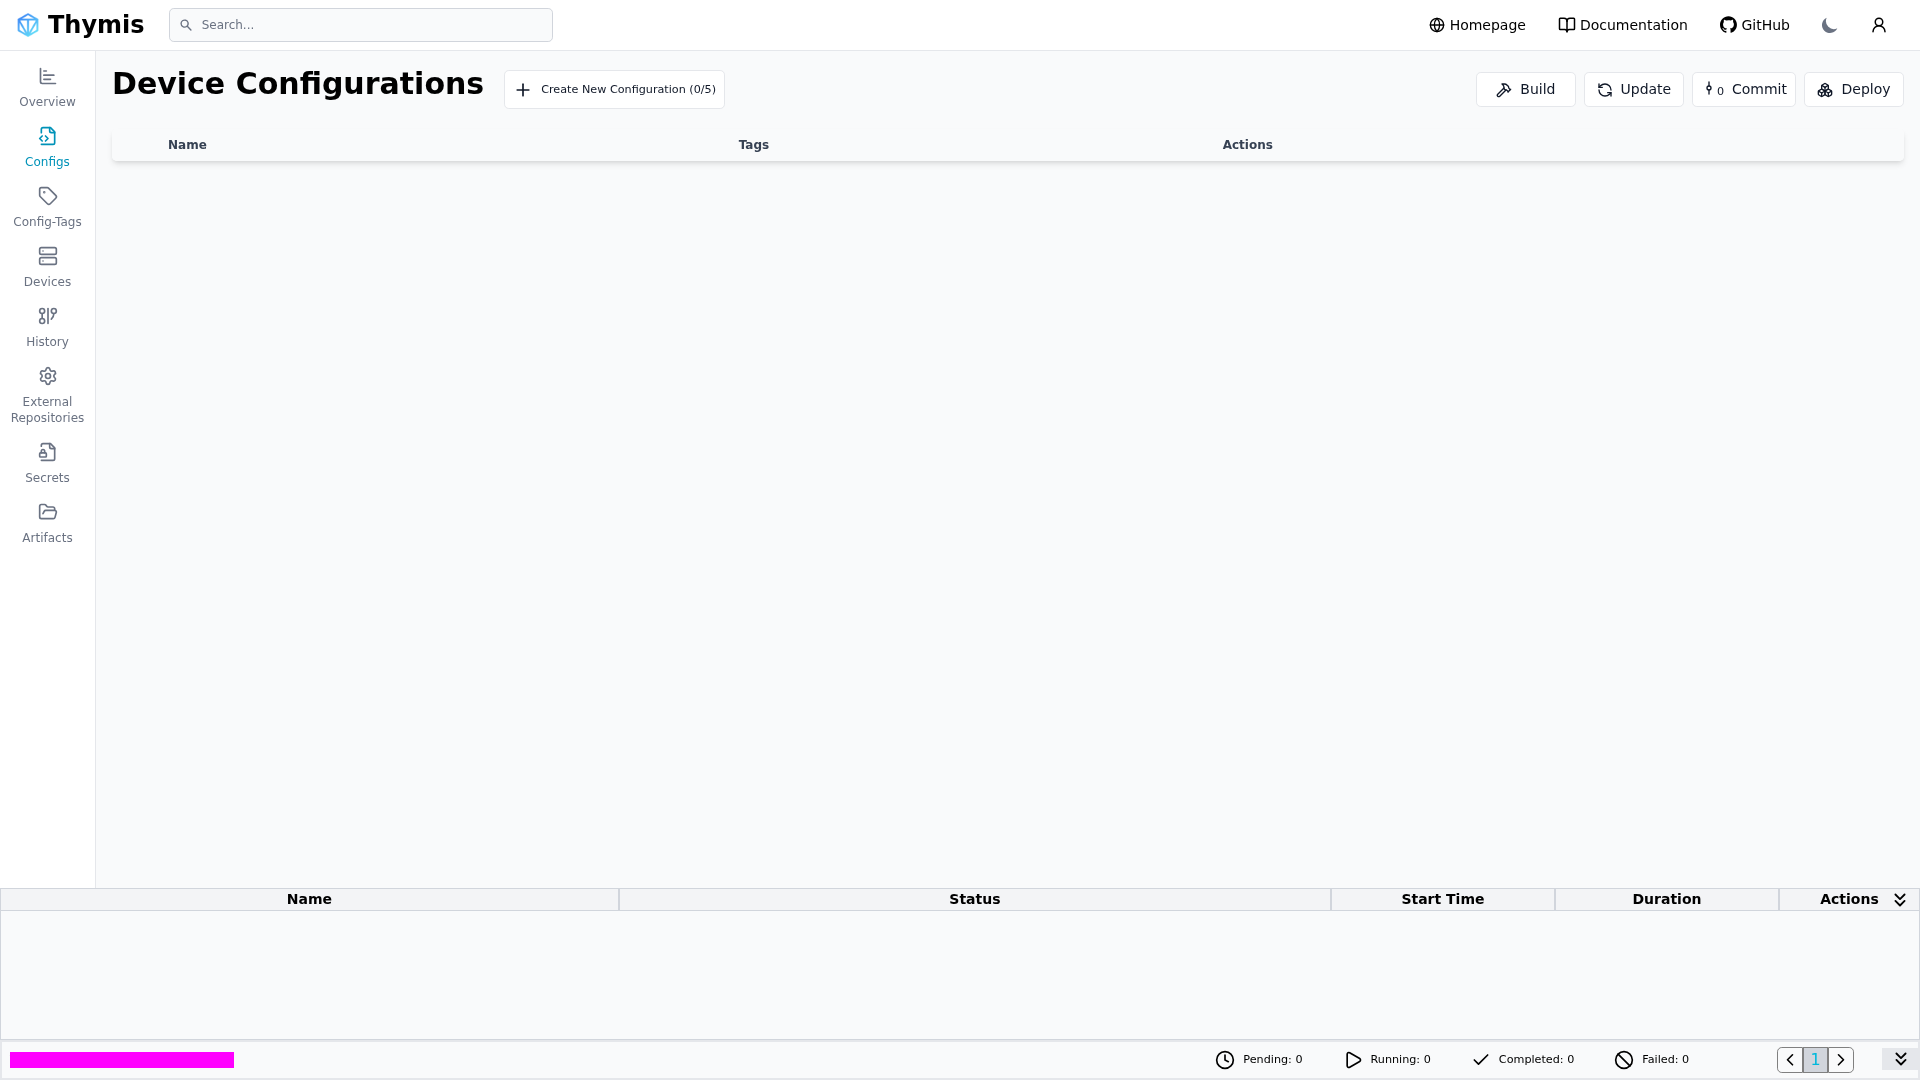 Thymis
Search...
Homepage
Documentation
GitHub
Overview
Configs
Config-Tags
Devices
History
External
Repositories
Secrets
Artifacts
Device Configurations
Create New Configuration (0/5)
Build
Update
0 Commit
Deploy
Name Tags Actions
Name Status Start Time Duration Actions
Pending: 0
Running: 0
Completed: 0
Failed: 0
1